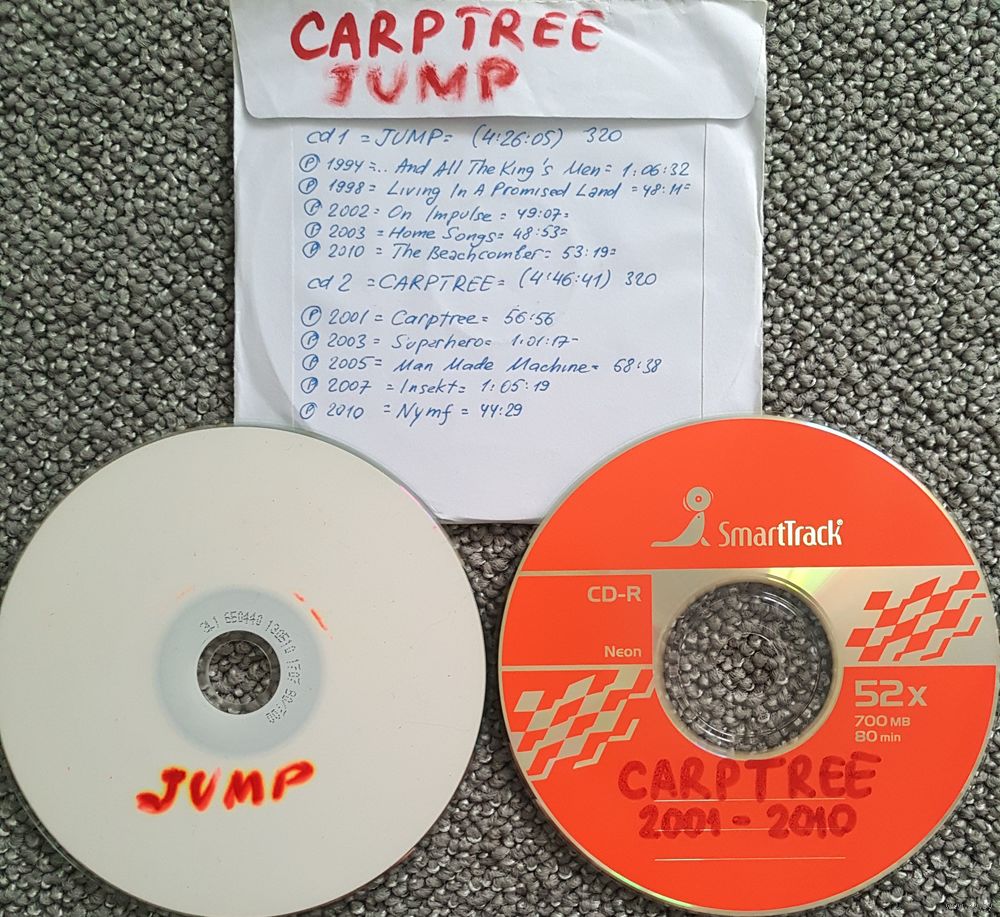 CARPTREE
JUMP
cd 1 = JUMP = (4:26:05) 320
Ⓟ 1994 =.. And All The King's Men = 1:06:32
Ⓟ 1998 = Living In A Promised Land = 48:11 =
Ⓟ 2002 = On Impulse = 49:07 =
Ⓟ 2003 = Home Songs = 48:53 =
Ⓟ 2010 = The Beachcomber = 53:19 =
cd 2 = CARPTREE = (4:46:41) 320
Ⓟ 2001 = Carptree = 56:56
Ⓟ 2003 = Superhero = 1:01:17 -
Ⓟ 2005 = Man Made Machine = 68:38
Ⓟ 2007 = Insekt = 1:05:19
Ⓟ 2010 = Nymf = 44:29
JUMP
SmartTrack®
CD-R
Neon
52x
700 MB
80 min
CARPTREE
2001 - 2010